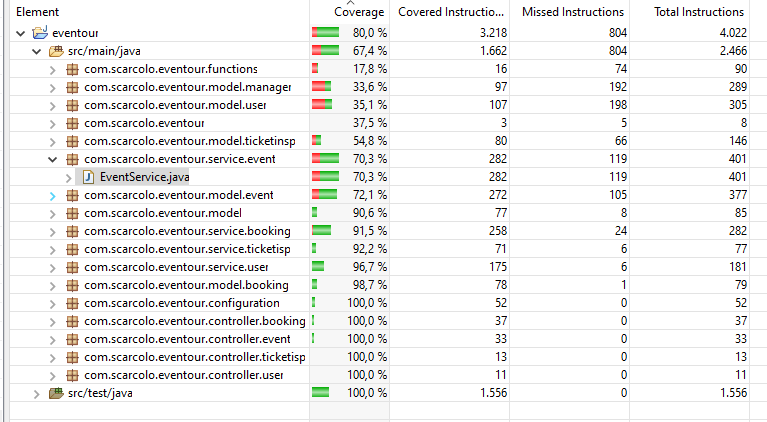 Element Coverage Covered Instructio... Missed Instructions Total Instructions
eventour 80,0 % 3.218 804 4.022
src/main/java 67,4 % 1.662 804 2.466
com.scarcolo.eventour.functions 17,8 % 16 74 90
com.scarcolo.eventour.model.manager 33,6 % 97 192 289
com.scarcolo.eventour.model.user 35,1 % 107 198 305
com.scarcolo.eventour 37,5 % 3 5 8
com.scarcolo.eventour.model.ticketinsp 54,8 % 80 66 146
com.scarcolo.eventour.service.event 70,3 % 282 119 401
EventService.java 70,3 % 282 119 401
com.scarcolo.eventour.model.event 72,1 % 272 105 377
com.scarcolo.eventour.model 90,6 % 77 8 85
com.scarcolo.eventour.service.booking 91,5 % 258 24 282
com.scarcolo.eventour.service.ticketisp 92,2 % 71 6 77
com.scarcolo.eventour.service.user 96,7 % 175 6 181
com.scarcolo.eventour.model.booking 98,7 % 78 1 79
com.scarcolo.eventour.configuration 100,0 % 52 0 52
com.scarcolo.eventour.controller.booking 100,0 % 37 0 37
com.scarcolo.eventour.controller.event 100,0 % 33 0 33
com.scarcolo.eventour.controller.ticketisp 100,0 % 13 0 13
com.scarcolo.eventour.controller.user 100,0 % 11 0 11
src/test/java 100,0 % 1.556 0 1.556